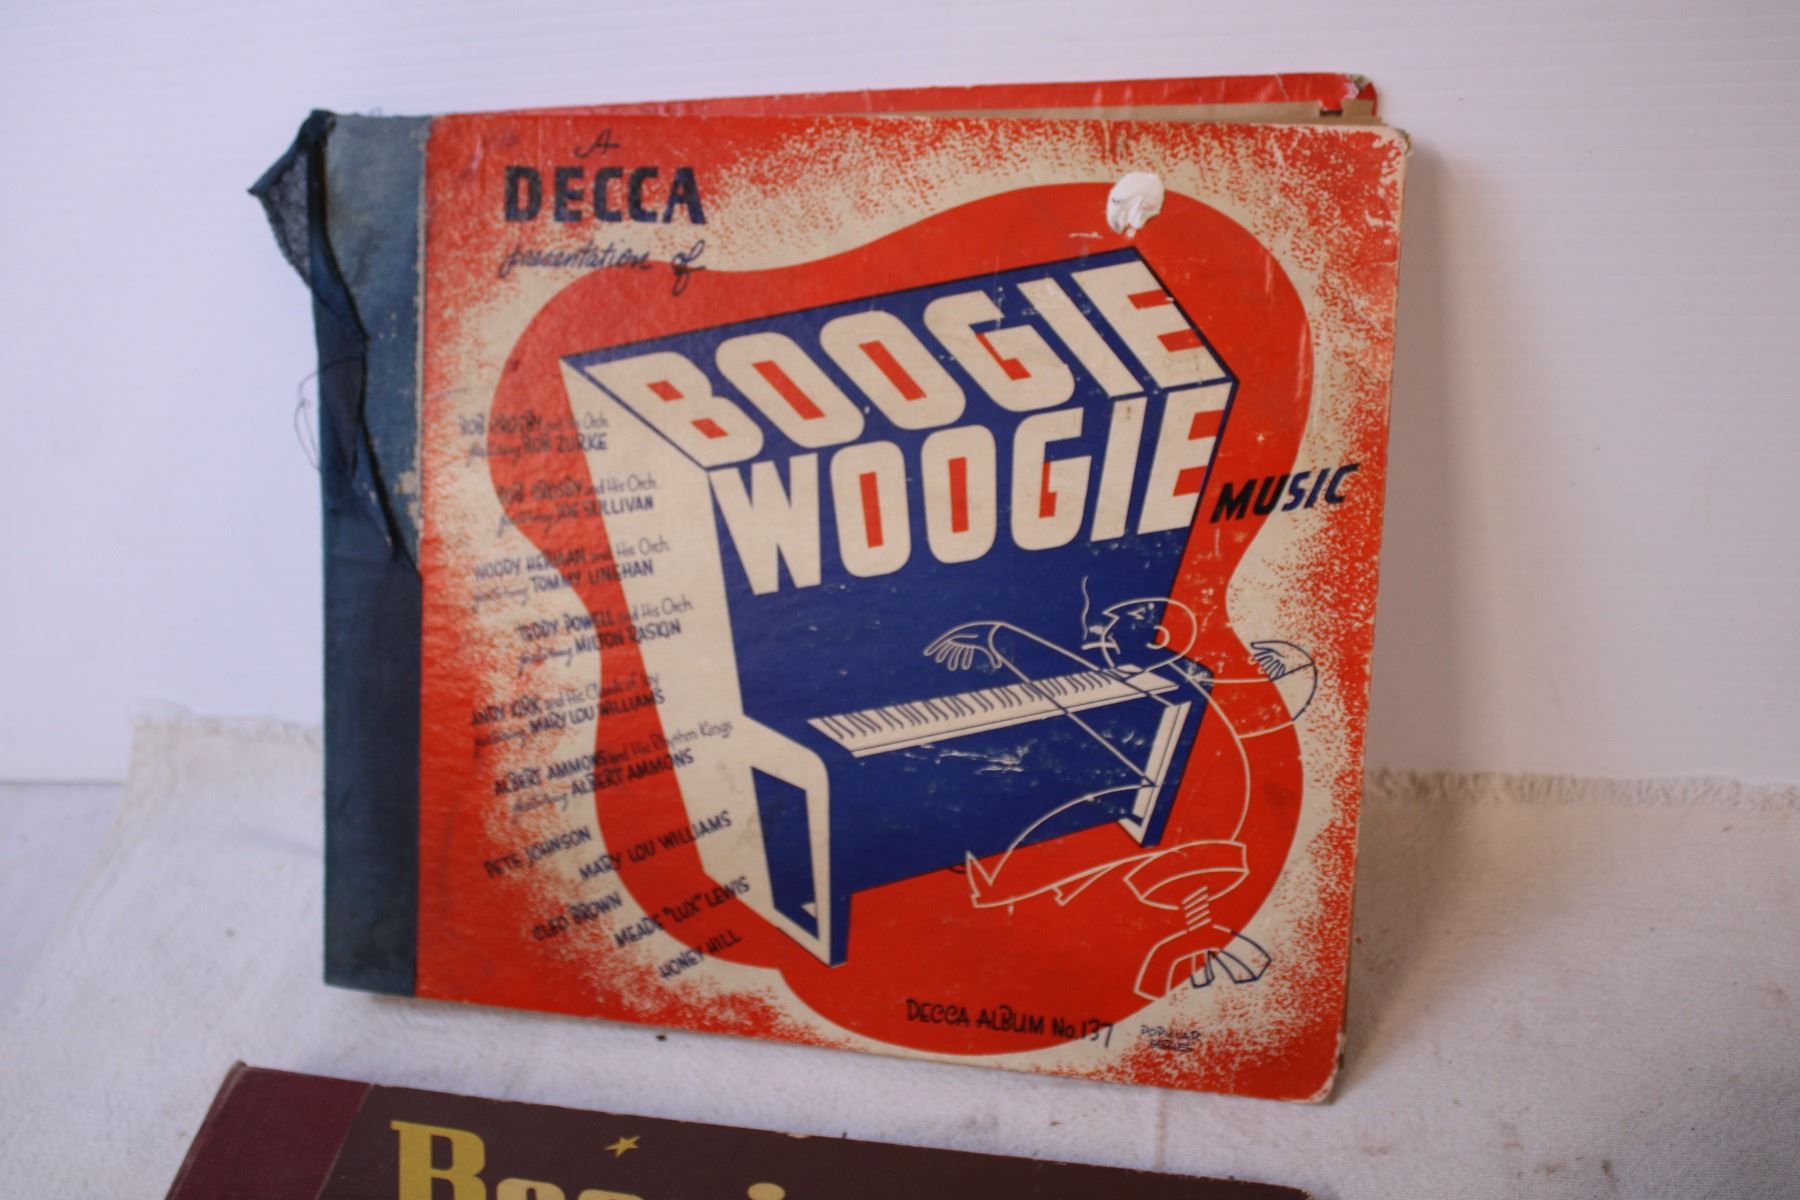 A
DECCA
presentation of
BOOGIE
WOOGIE
MUSIC
BOB CROSBY and His Orch.
featuring BOB ZURKE
BOB CROSBY and His Orch.
featuring JOE SULLIVAN
WOODY HERMAN and His Orch.
featuring TOMMY LINEHAN
TEDDY POWELL and His Orch.
featuring MILTON RASKIN
ANDY KIRK and His Clouds of Joy
featuring MARY LOU WILLIAMS
ALBERT AMMONS and His Rhythm Kings
featuring ALBERT AMMONS
PETE JOHNSON
MARY LOU WILLIAMS
CLEO BROWN
MEADE "LUX" LEWIS
HONEY HILL
DECCA ALBUM No. 137
POPULAR
SERIES